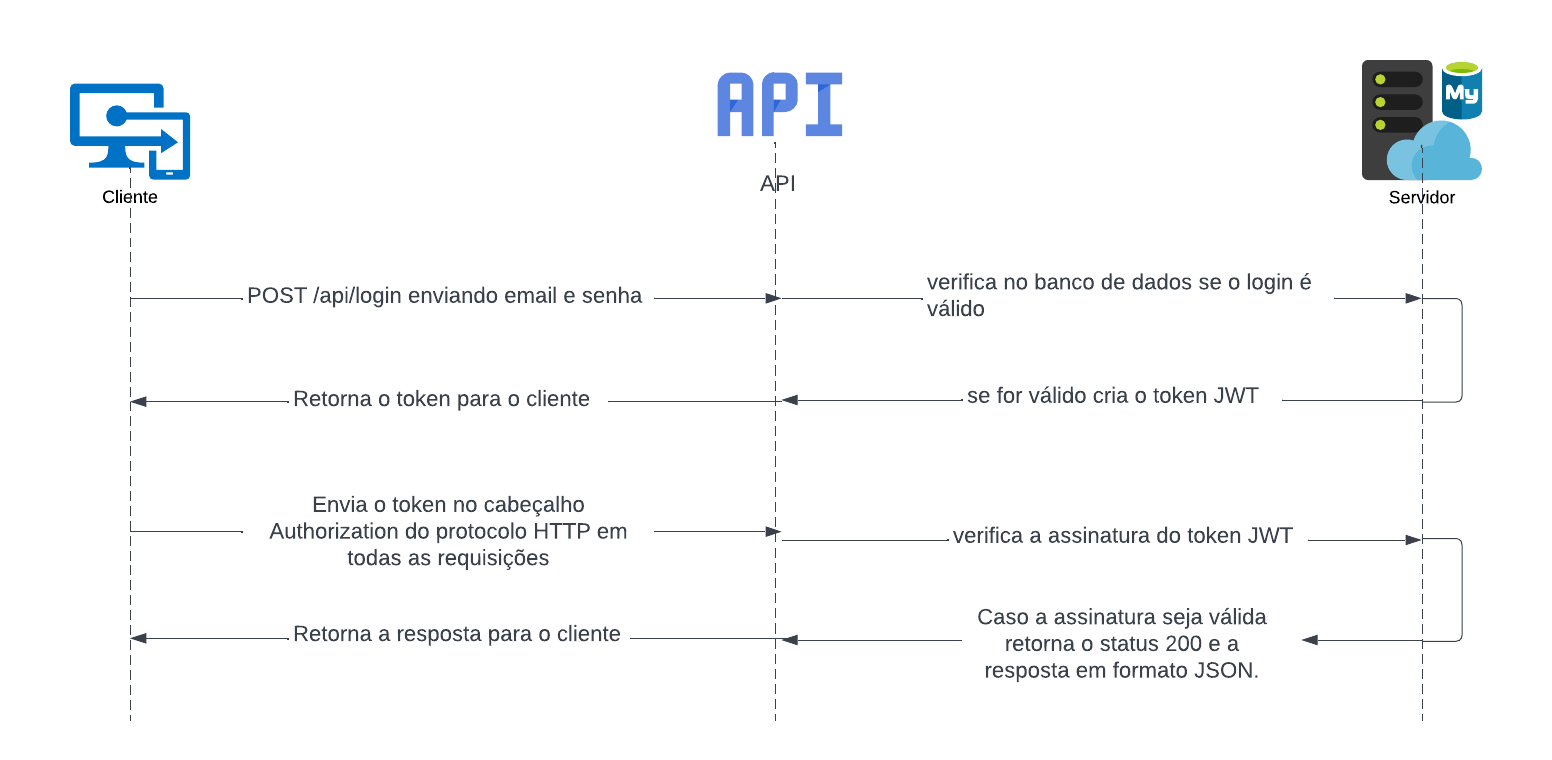 API
My
API
Cliente
Servidor
POST /api/login enviando email e senha
verifica no banco de dados se o login é
válido
Retorna o token para o cliente
se for válido cria o token JWT
Envia o token no cabeçalho
Authorization do protocolo HTTP em
todas as requisições
verifica a assinatura do token JWT
Retorna a resposta para o cliente
Caso a assinatura seja válida
retorna o status 200 e a
resposta em formato JSON.